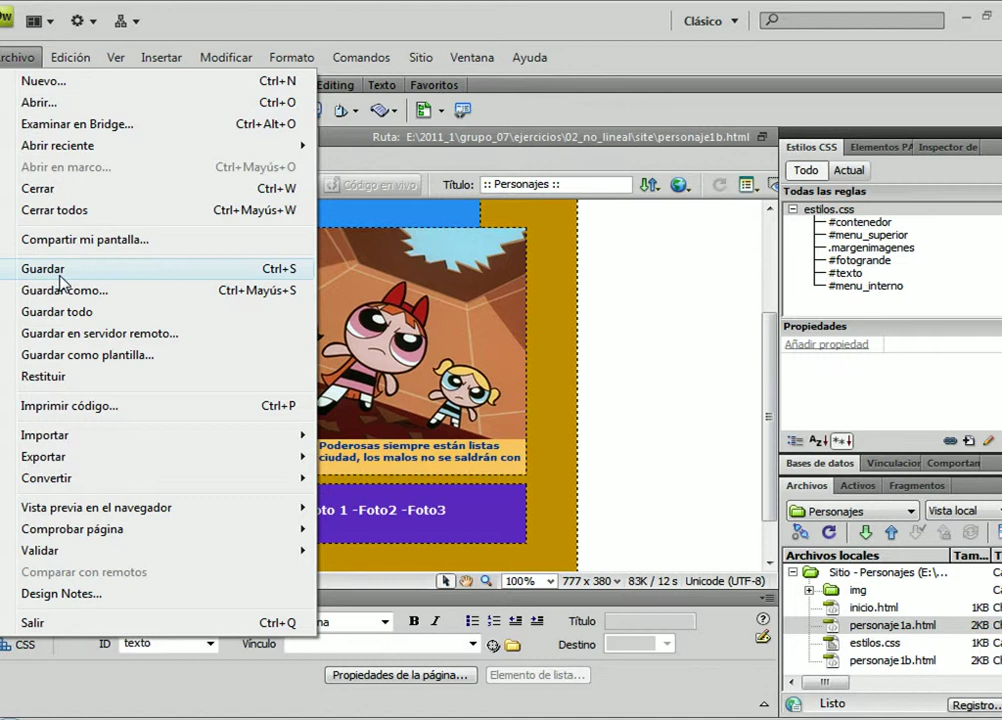 Dw
Clásico
rchivo Edición Ver Insertar Modificar Formato Comandos Sitio Ventana Ayuda
Nuevo... Ctrl+N
Abrir... Ctrl+O
Examinar en Bridge... Ctrl+Alt+O
Abrir reciente
Abrir en marco... Ctrl+Mayús+O
Cerrar Ctrl+W
Cerrar todos Ctrl+Mayús+W
Compartir mi pantalla...
Guardar Ctrl+S
Guardar como... Ctrl+Mayús+S
Guardar todo
Guardar en servidor remoto...
Guardar como plantilla...
Restituir
Imprimir código... Ctrl+P
Importar
Exportar
Convertir
Vista previa en el navegador
Comprobar página
Validar
Comparar con remotos
Design Notes...
Salir Ctrl+Q
Editing Texto Favoritos
Ruta: E:\2011_1\grupo_07\ejercicios\02_no_lineal\site\personaje1b.html
Código en vivo Título: :: Personajes ::
Poderosas siempre están listas
ciudad, los malos no se saldrán con
oto 1 -Foto2 -Foto3
100% 777 x 380 83K / 12 s Unicode (UTF-8)
na B I Título
CSS ID texto Vínculo Destino
Propiedades de la página... Elemento de lista...
Estilos CSS Elementos PA Inspector de
Todo Actual
Todas las reglas
estilos.css
#contenedor
#menu_superior
.margenimagenes
#fotogrande
#texto
#menu_interno
Propiedades
Añadir propiedad
Bases de datos Vinculacior Comportan
Archivos Activos Fragmentos
Personajes Vista local
Archivos locales Tam... T
Sitio - Personajes (E:\... C
img C
inicio.html 1KB C
personaje1a.html 2KB C
estilos.css 1KB C
personaje1b.html 2KB C
Listo Registro..